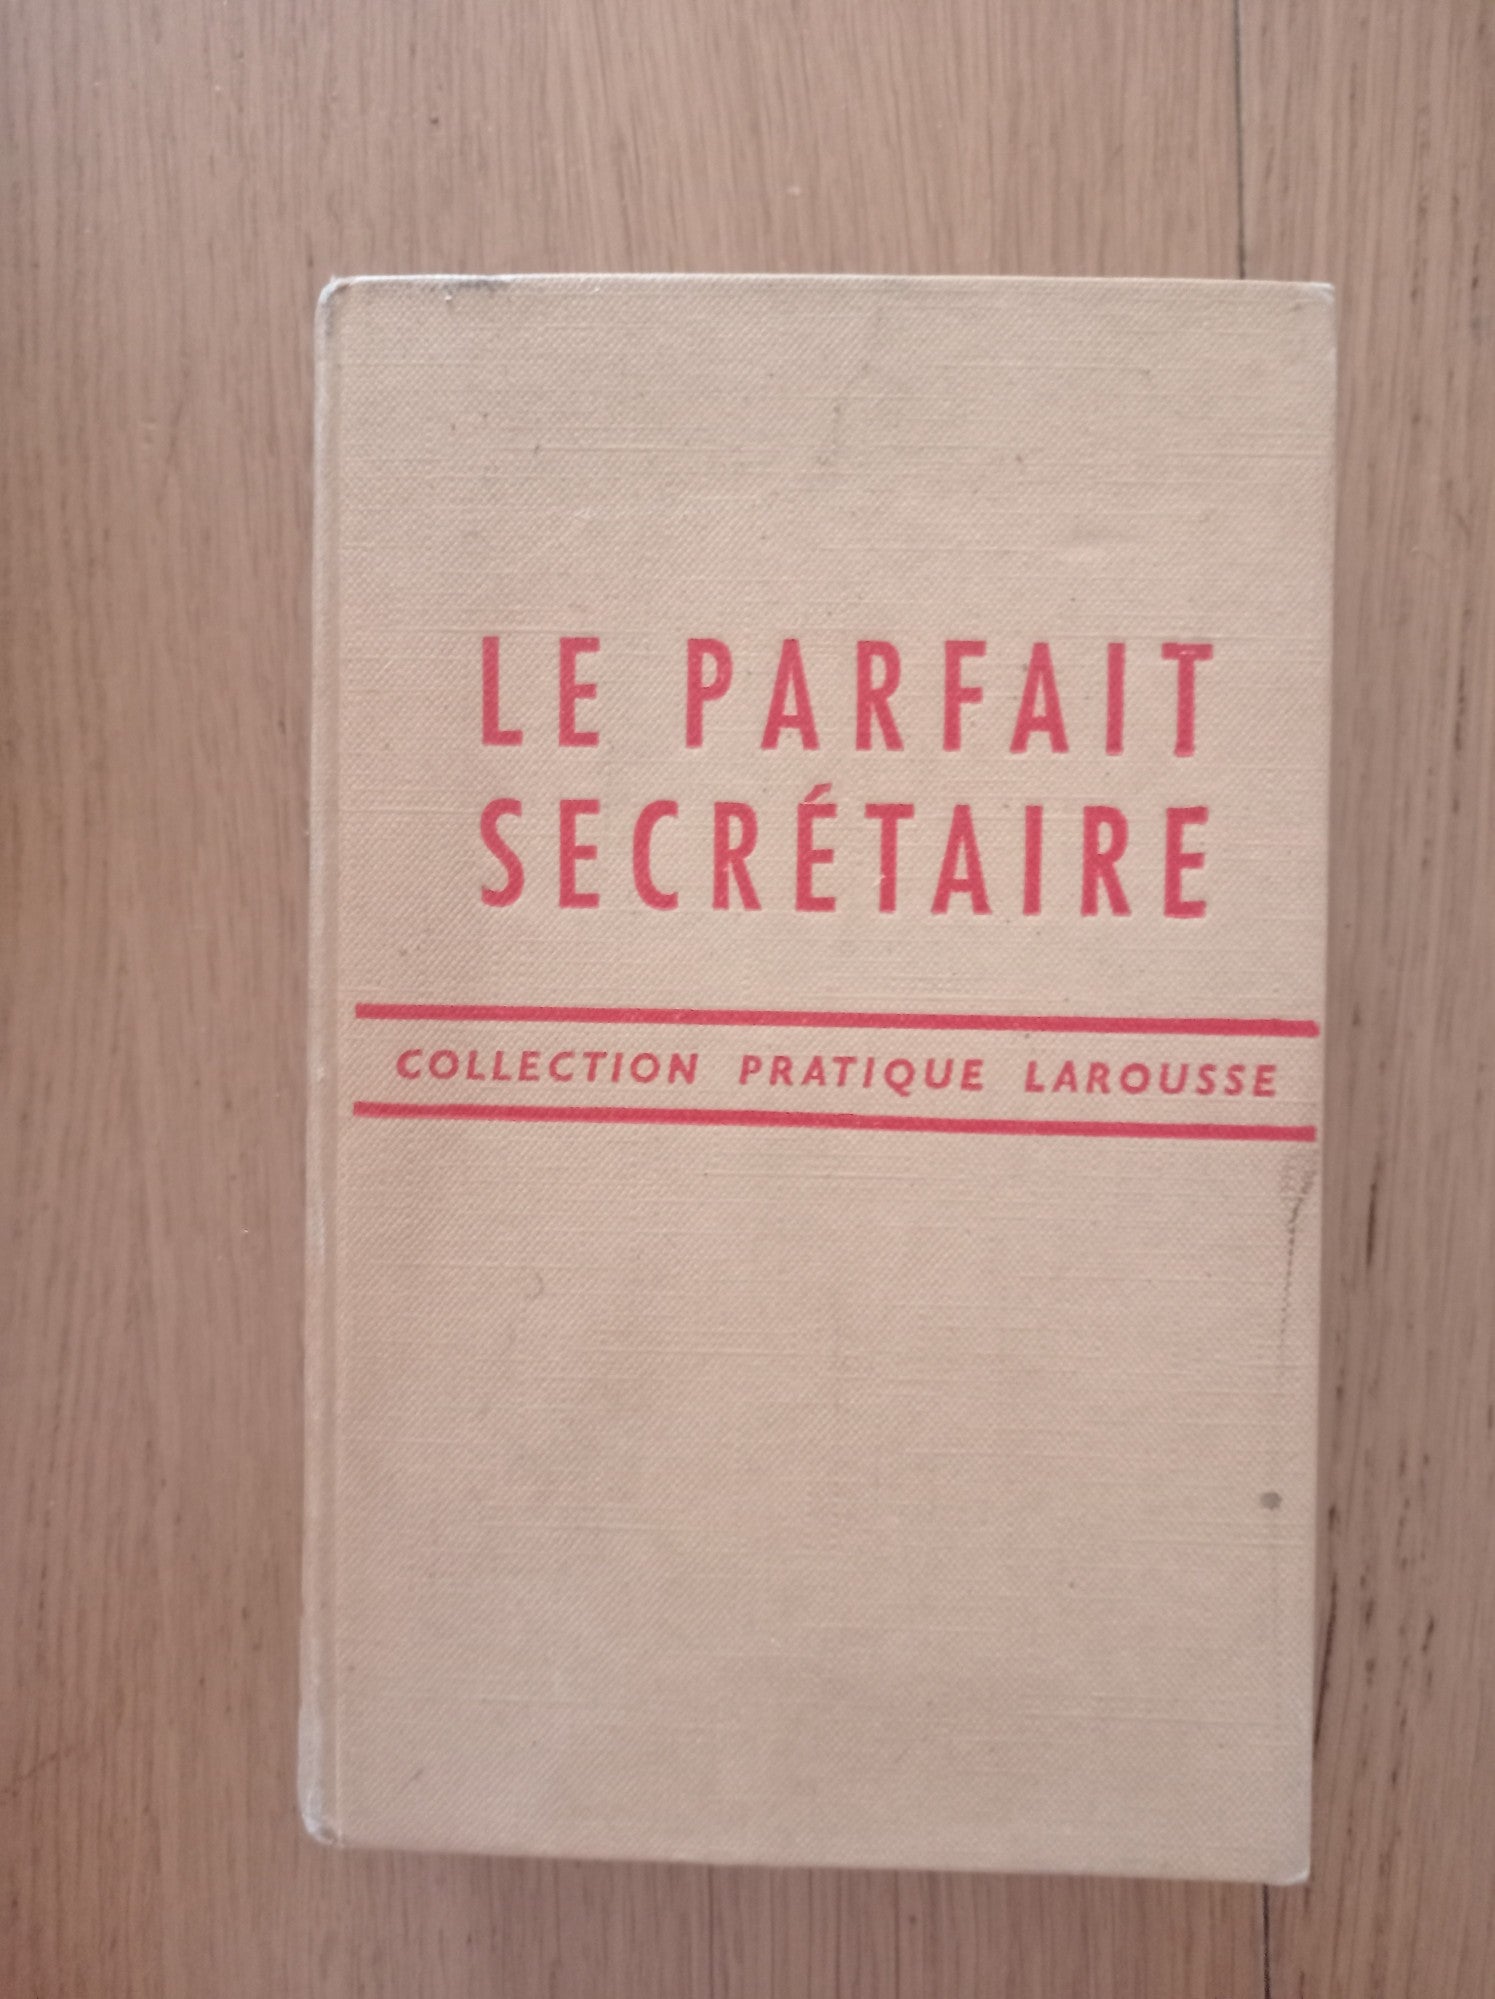 LE PARFAIT
SECRÉTAIRE
COLLECTION PRATIQUE LAROUSSE